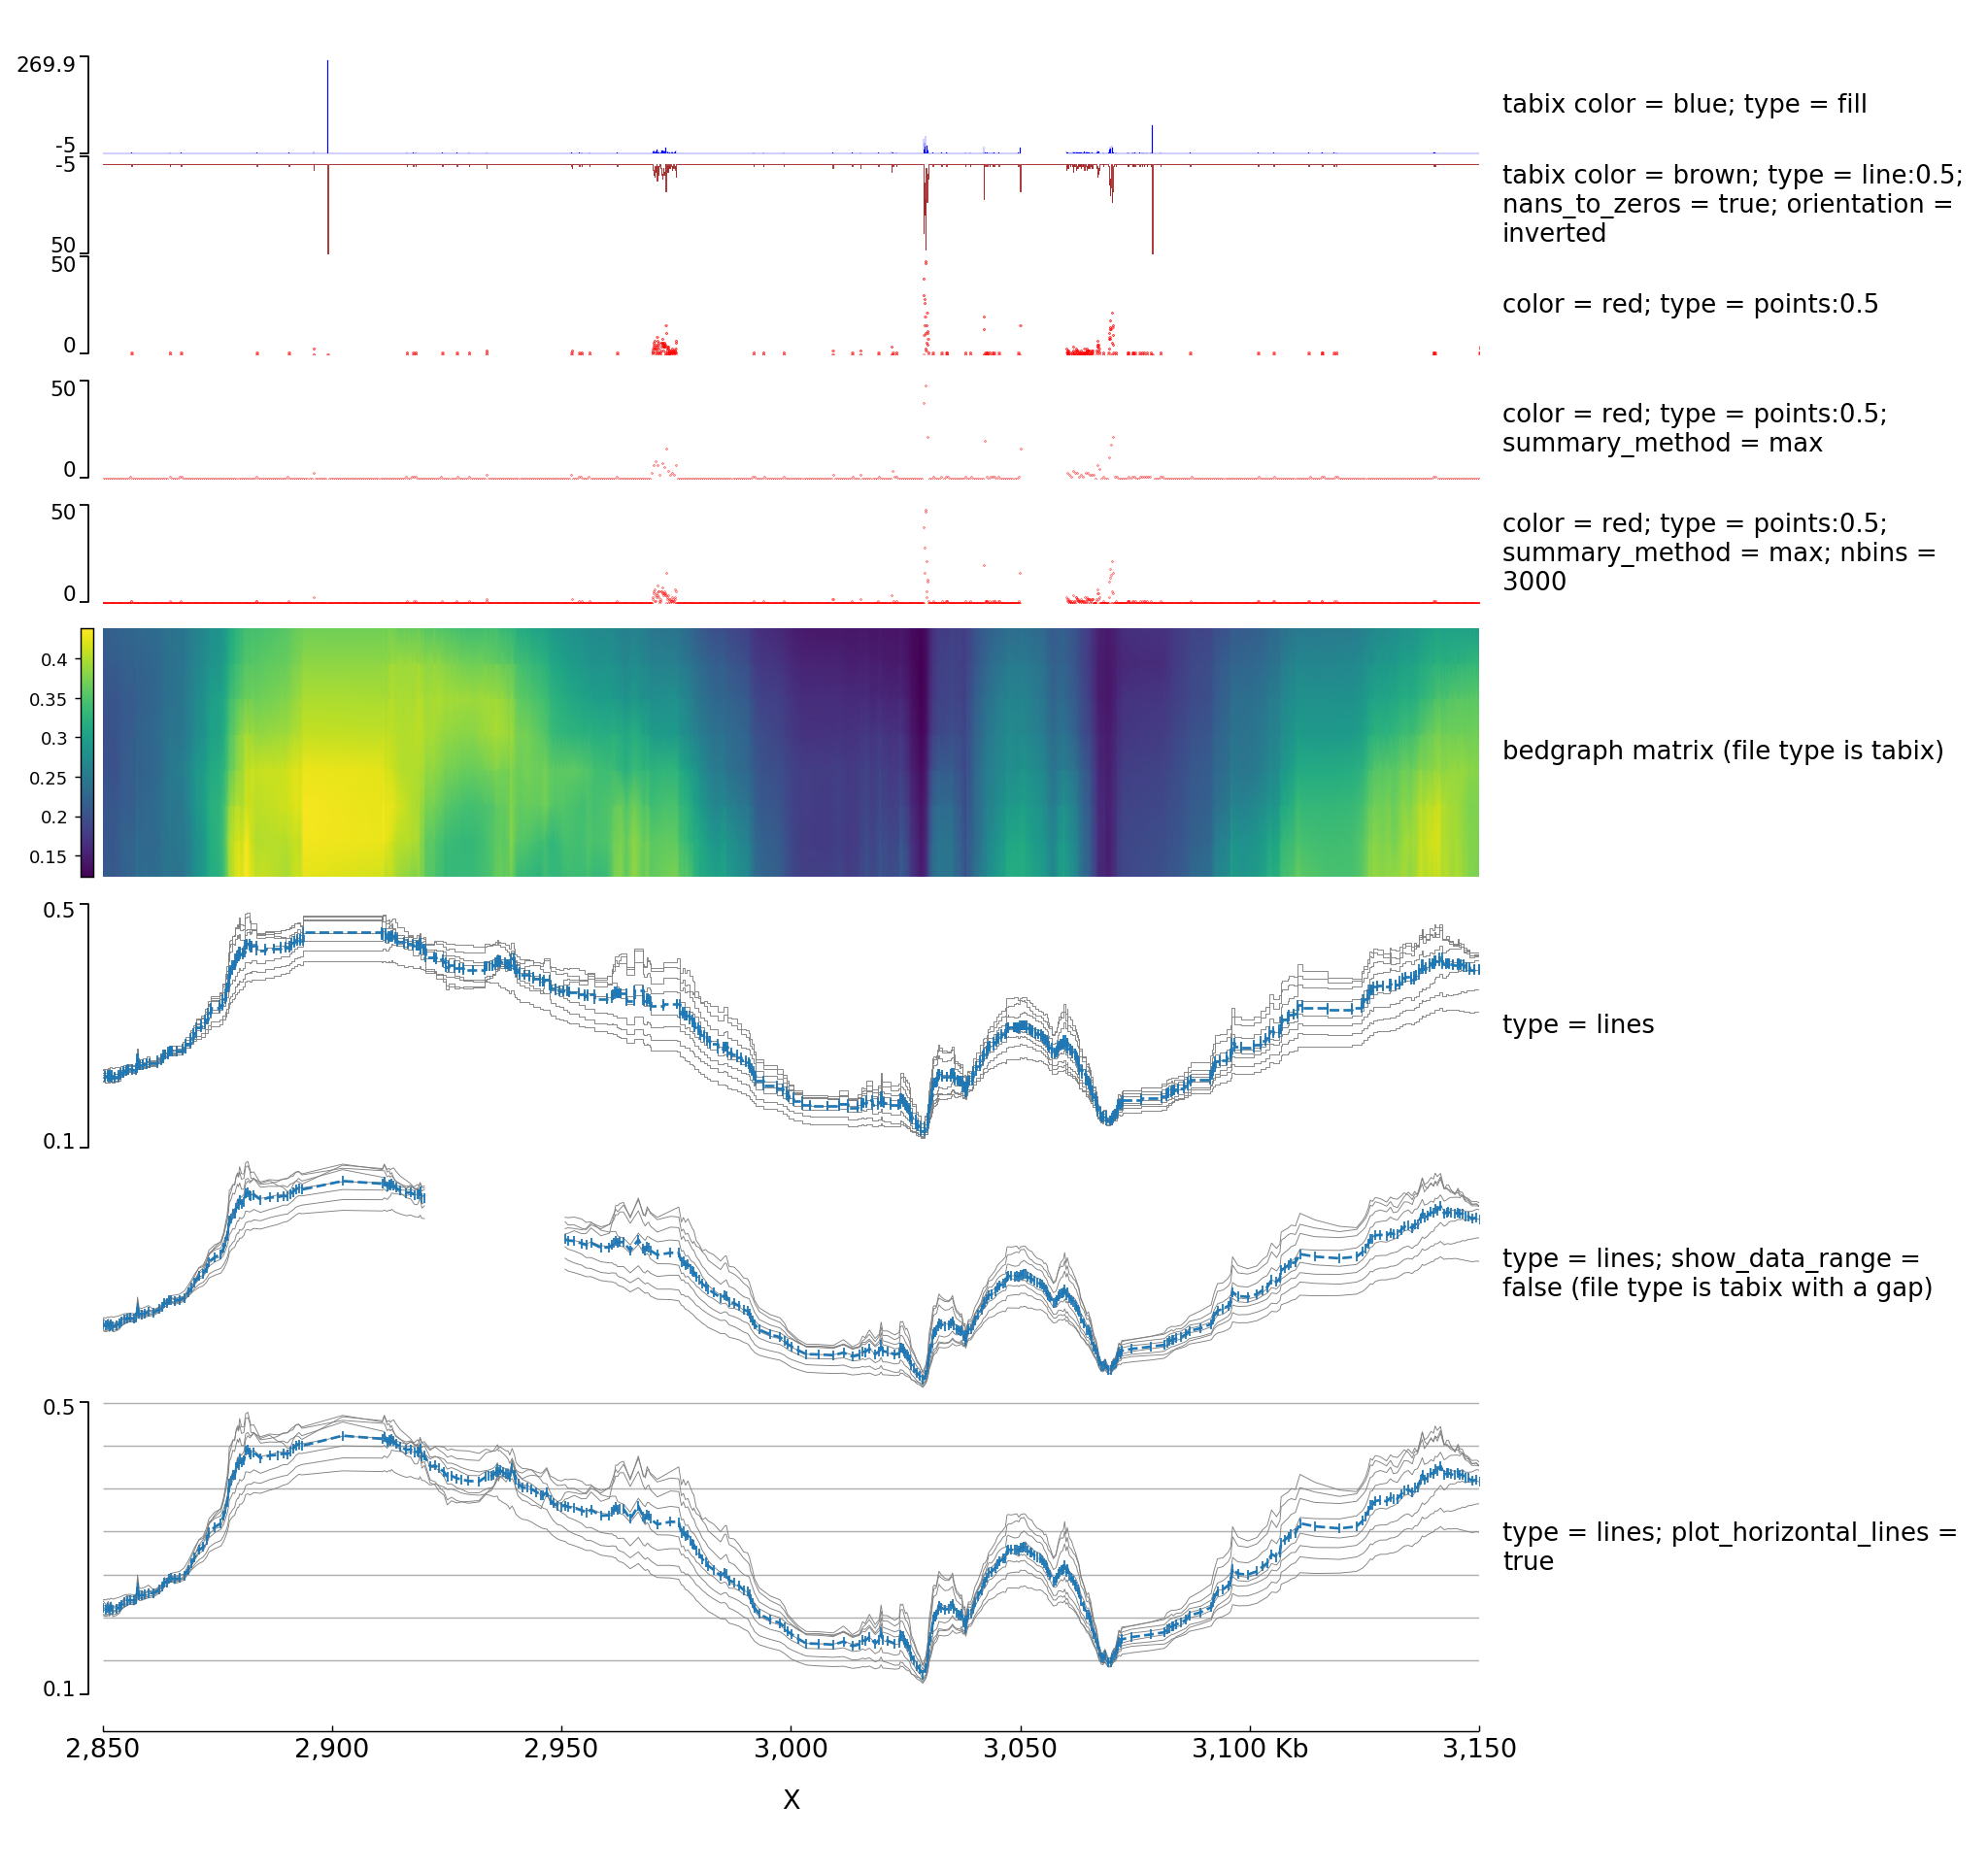 269.9
-5
tabix color = blue; type = fill
-5
50
tabix color = brown; type = line:0.5;
nans_to_zeros = true; orientation =
inverted
50
0
color = red; type = points:0.5
50
0
color = red; type = points:0.5;
summary_method = max
50
0
color = red; type = points:0.5;
summary_method = max; nbins =
3000
0.4
0.35
0.3
0.25
0.2
0.15
bedgraph matrix (file type is tabix)
0.5
0.1
type = lines
type = lines; show_data_range =
false (file type is tabix with a gap)
0.5
0.1
type = lines; plot_horizontal_lines =
true
2,850 2,900 2,950 3,000 3,050 3,100 Kb 3,150
X